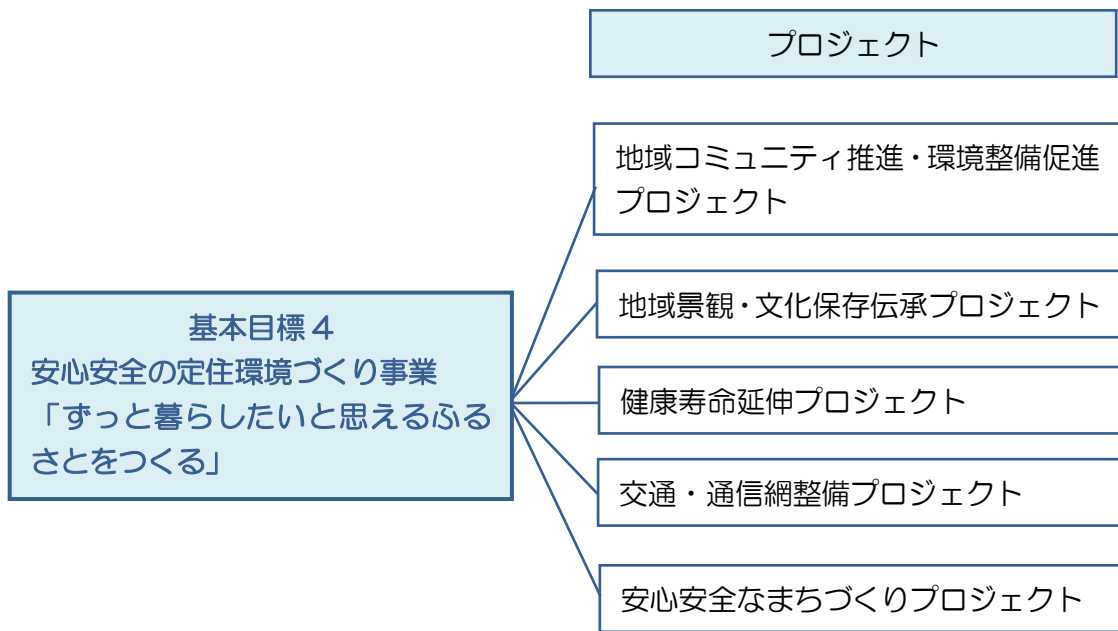 プロジェクト
地域コミュニティ推進・環境整備促進
プロジェクト
地域景観・文化保存伝承プロジェクト
基本目標4
安心安全の定住環境づくり事業
「ずっと暮らしたいと思えるふる
さとをつくる」
健康寿命延伸プロジェクト
交通・通信網整備プロジェクト
安心安全なまちづくりプロジェクト